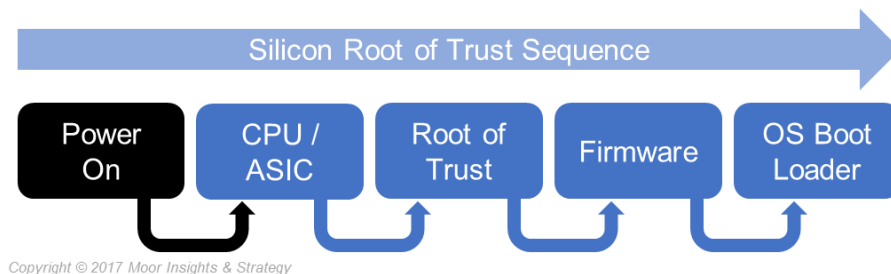 Silicon Root of Trust Sequence
Power
On
CPU /
ASIC
Root of
Trust
Firmware
OS Boot
Loader
Copyright © 2017 Moor Insights & Strategy